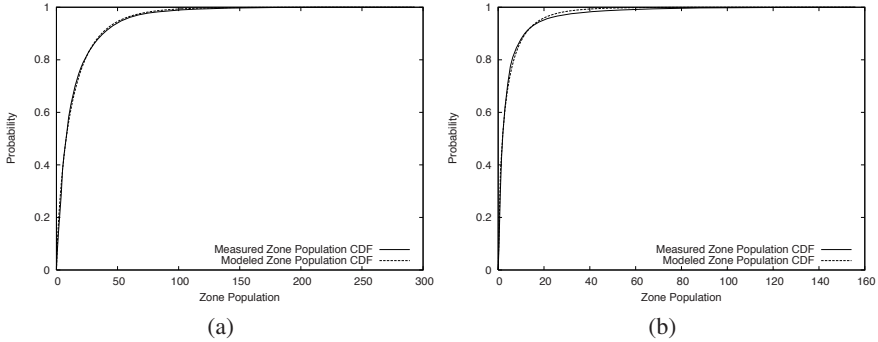 1
0.8
0.6
0.4
0.2
0
Probability
Measured Zone Population CDF
Modeled Zone Population CDF
0 50 100 150 200 250 300
Zone Population
(a)
1
0.8
0.6
0.4
0.2
0
Probability
Measured Zone Population CDF
Modeled Zone Population CDF
0 20 40 60 80 100 120 140 160
Zone Population
(b)